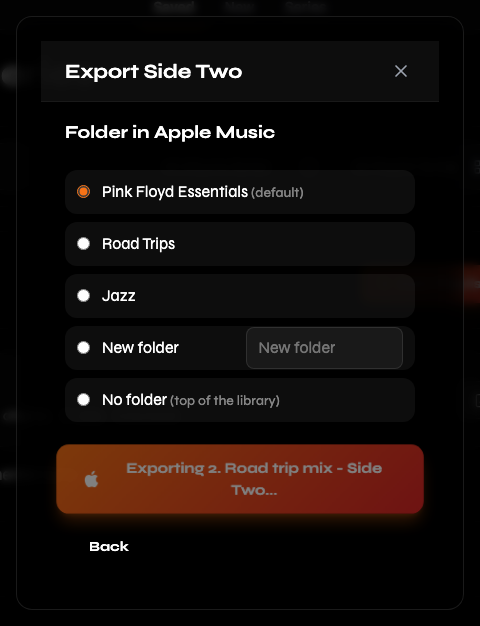 Export Side Two
Folder in Apple Music
Pink Floyd Essentials (default)
Road Trips
Jazz
New folder New folder
No folder (top of the library)
Exporting 2. Road trip mix - Side
Two...
Back